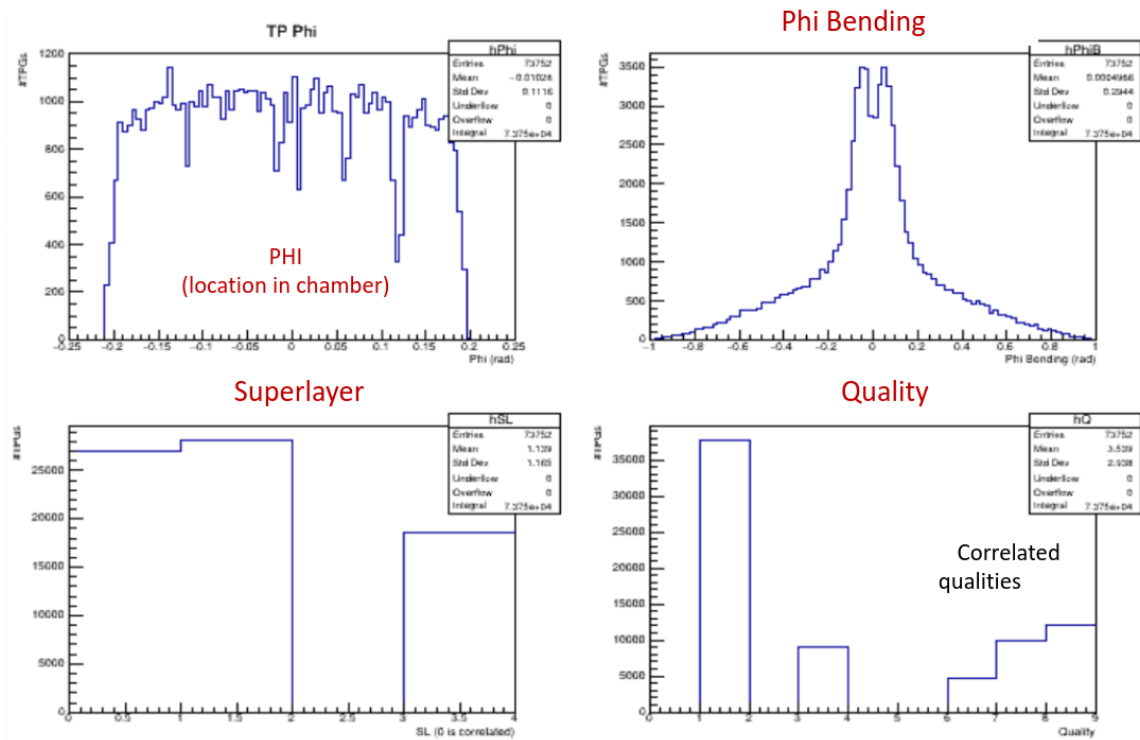 Phi Bending
TP Phi
hPhi
Entries 73752
Mean −0.01026
Std Dev 0.1116
Underflow 0
Overflow 0
Integral 7.375e+04
#TPGs
1200
1000
800
600
400
200
0
−0.25 −0.2 −0.15 −0.1 −0.05 0 0.05 0.1 0.15 0.2 0.25
Phi (rad)
PHI
(location in chamber)
hPhiB
Entries 73752
Mean
Std Dev 0.2944
Underflow 0
Overflow 0
Integral 7.375e+04
#TPGs
3500
3000
2500
2000
1500
1000
500
0
−1 −0.8 −0.6 −0.4 −0.2 0 0.2 0.4 0.6 0.8 1
Phi Bending (rad)
Superlayer
hSL
Entries 73752
Mean 1.139
Std Dev 1.165
Underflow 0
Overflow 0
Integral 7.375e+04
#TPGs
25000
20000
15000
10000
5000
0
0 0.5 1 1.5 2 2.5 3 3.5 4
SL (0 is correlated)
Quality
hQ
Entries 73752
Mean 3.539
Std Dev 2.938
Underflow 0
Overflow 0
Integral 7.375e+04
#TPGs
35000
30000
25000
20000
15000
10000
5000
0
0 1 2 3 4 5 6 7 8 9
Quality
Correlated
qualities